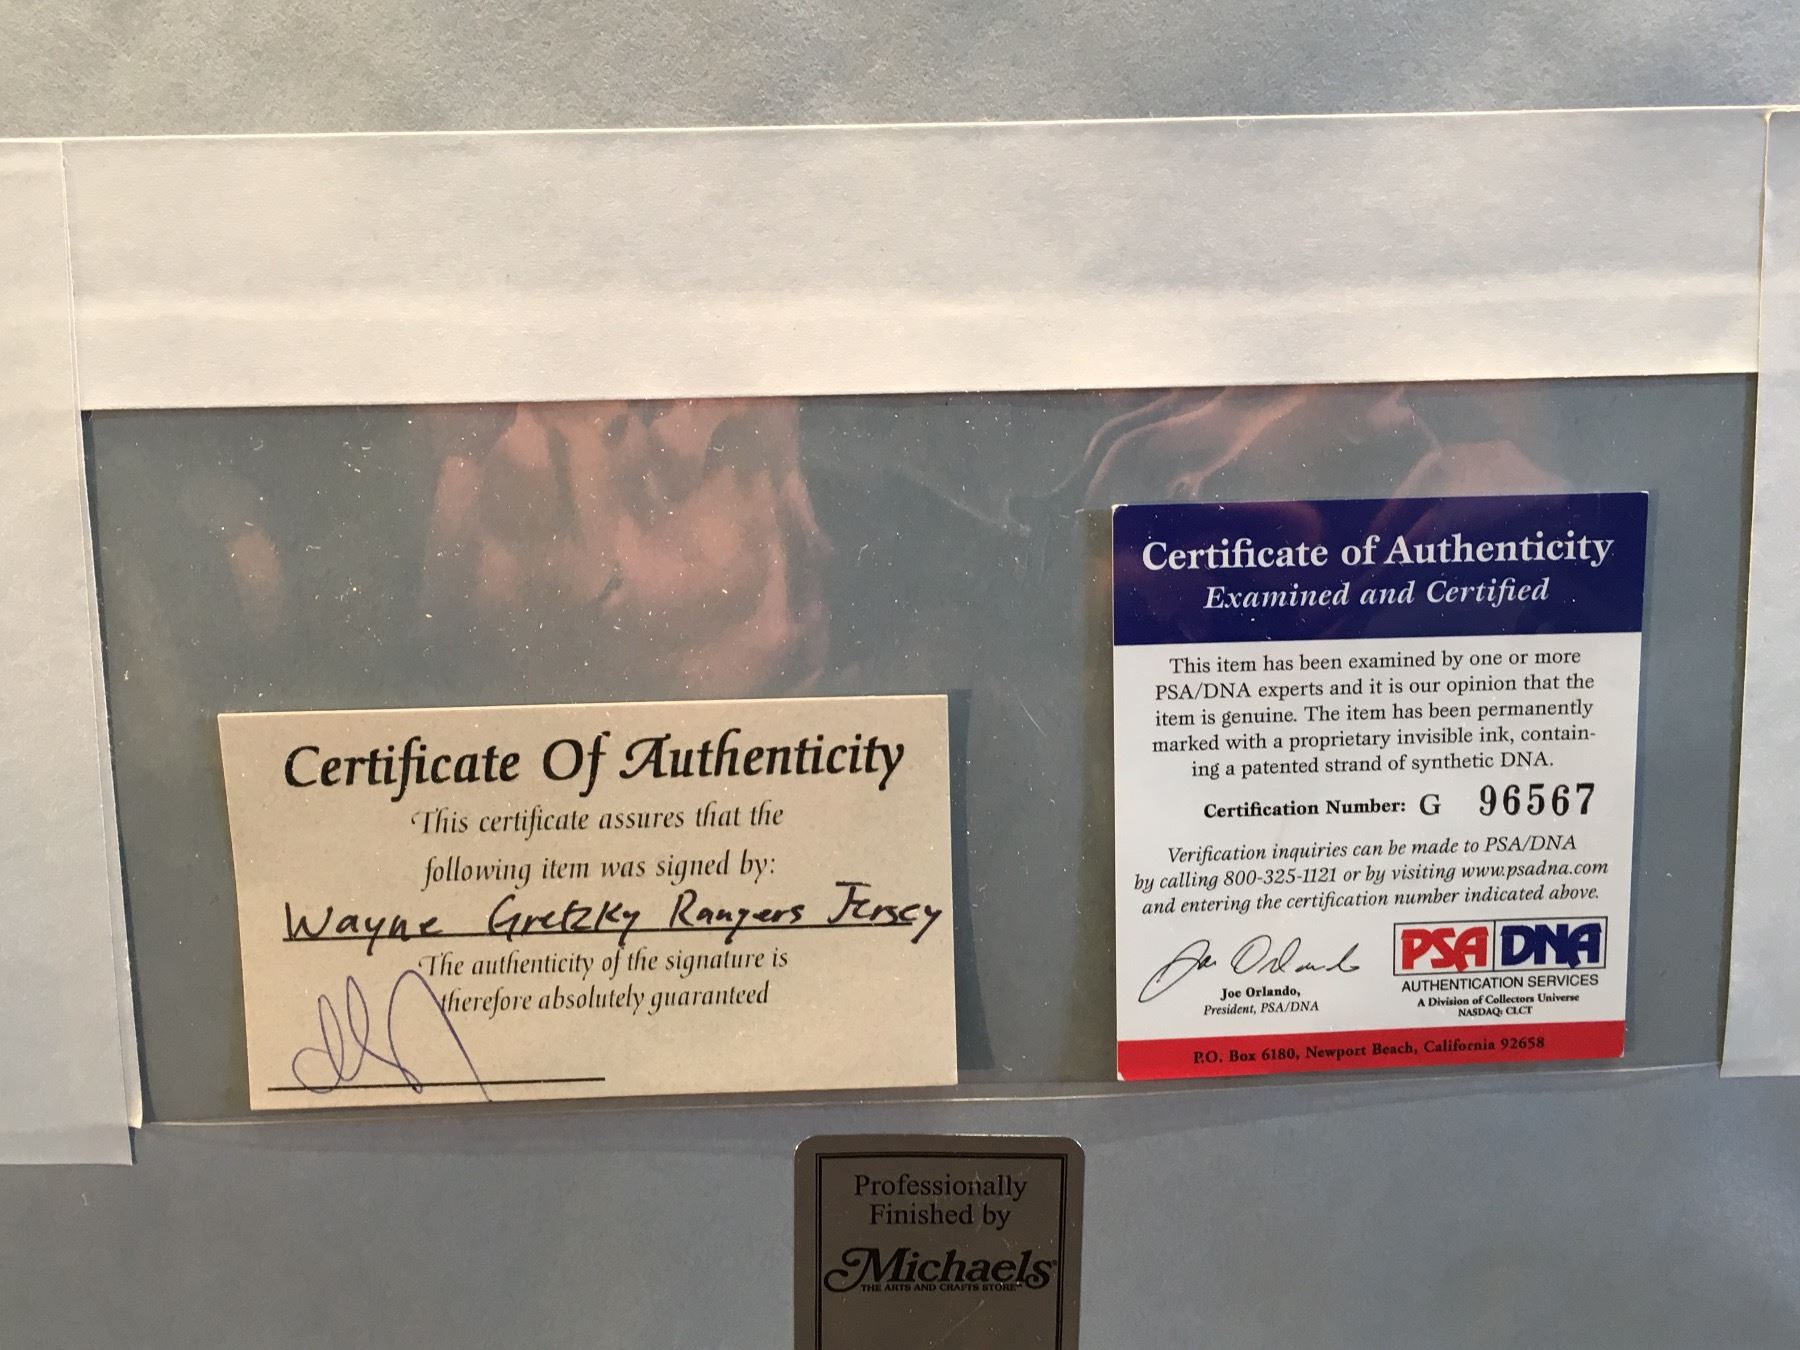 Certificate Of Authenticity
This certificate assures that the
following item was signed by:
Wayne Gretzky Rangers Jersey
The authenticity of the signature is
therefore absolutely guaranteed
Certificate of Authenticity
Examined and Certified
This item has been examined by one or more
PSA/DNA experts and it is our opinion that the
item is genuine. The item has been permanently
marked with a proprietary invisible ink, contain-
ing a patented strand of synthetic DNA.
Certification Number: G 96567
Verification inquiries can be made to PSA/DNA
by calling 800-325-1121 or by visiting www.psadna.com
and entering the certification number indicated above.
Joe Orlando
Joe Orlando,
President, PSA/DNA
PSA DNA
AUTHENTICATION SERVICES
A Division of Collectors Universe
NASDAQ: CLCT
P.O. Box 6180, Newport Beach, California 92658
Professionally
Finished by
Michaels
THE ARTS AND CRAFTS STORE